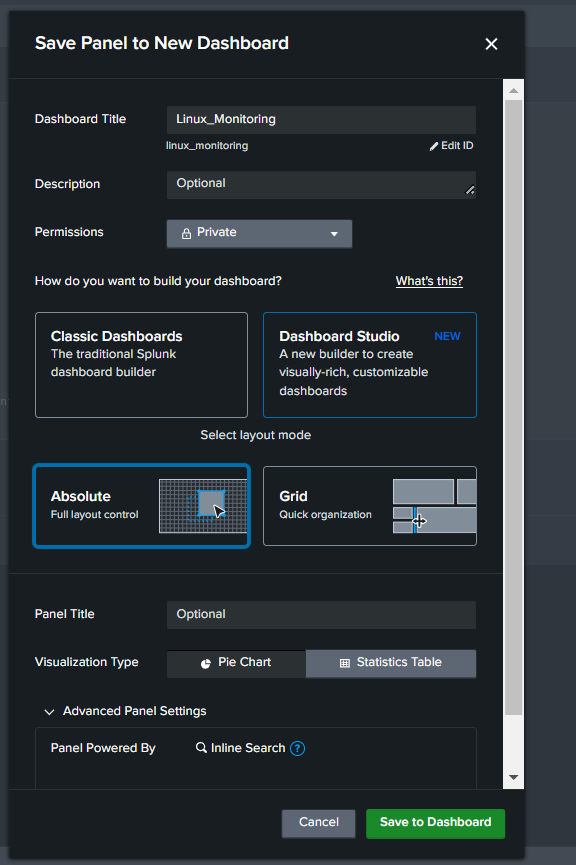 Save Panel to New Dashboard
Dashboard Title
Linux_Monitoring
linux_monitoring
Edit ID
Description
Optional
Permissions
Private
How do you want to build your dashboard?
What's this?
Classic Dashboards
The traditional Splunk
dashboard builder
Dashboard Studio
NEW
A new builder to create
visually-rich, customizable
dashboards
Select layout mode
Absolute
Full layout control
Grid
Quick organization
Panel Title
Optional
Visualization Type
Pie Chart
Statistics Table
Advanced Panel Settings
Panel Powered By
Inline Search ?
Cancel
Save to Dashboard